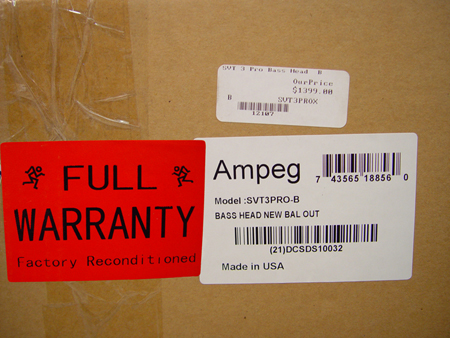 SVT 3 Pro Bass Head B
OurPrice
$1399.00
B SVT3PROX
12107
FULL
WARRANTY
Factory Reconditioned
Ampeg
7 43565 18856 0
Model :SVT3PRO-B
BASS HEAD NEW BAL OUT
(21)DCSDS10032
Made in USA